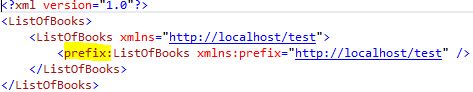 <?xml version="1.0"?>
<ListOfBooks>
<ListOfBooks xmlns="http://localhost/test">
<prefix:ListOfBooks xmlns:prefix="http://localhost/test" />
</ListOfBooks>
</ListOfBooks>